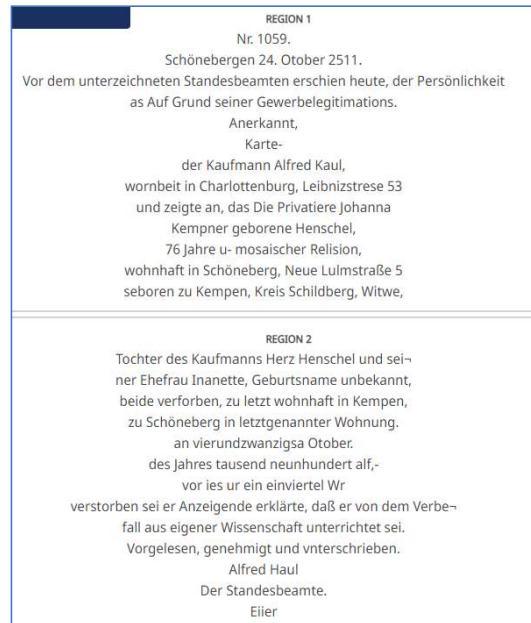 REGION 1
Nr. 1059.
Schönebergen 24. Otober 2511.
Vor dem unterzeichneten Standesbeamten erschien heute, der Persönlichkeit
as Auf Grund seiner Gewerbelegitimations.
Anerkannt,
Karte-
der Kaufmann Alfred Kaul,
wornbeit in Charlottenburg, Leibnizstrese 53
und zeigte an, das Die Privatiere Johanna
Kempner geborene Henschel,
76 Jahre u- mosaischer Relision,
wohnhaft in Schöneberg, Neue Lulmstraße 5
seboren zu Kempen, Kreis Schildberg, Witwe,
REGION 2
Tochter des Kaufmanns Herz Henschel und sei¬
ner Ehefrau Inanette, Geburtsname unbekannt,
beide verforben, zu letzt wohnhaft in Kempen,
zu Schöneberg in letztgenannter Wohnung.
an vierundzwanzigsa Otober.
des Jahres tausend neunhundert alf,-
vor ies ur ein einviertel Wr
verstorben sei er Anzeigende erklärte, daß er von dem Verbe¬
fall aus eigener Wissenschaft unterrichtet sei.
Vorgelesen, genehmigt und vnterschrieben.
Alfred Haul
Der Standesbeamte.
Eiier